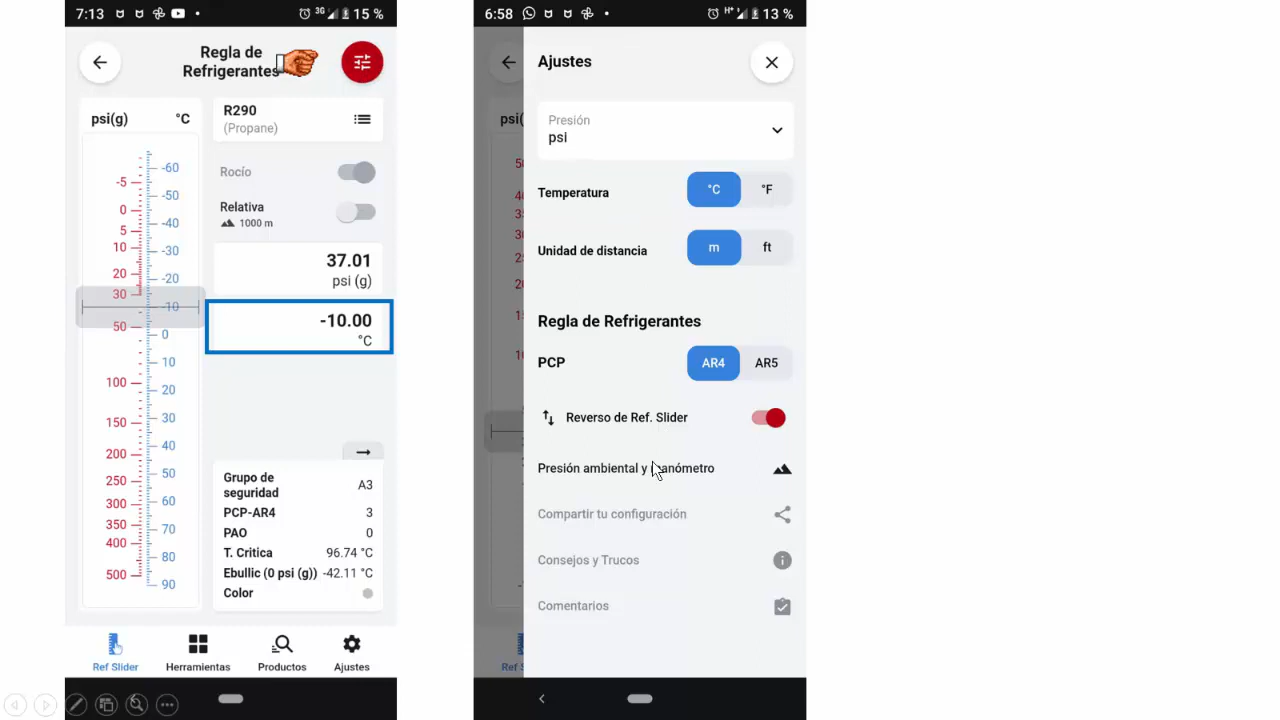 7:13
3G
15 %
Regla de
Refrigerantes
psi(g)
°C
-5
0
5
10
20
30
50
100
150
200
250
300
350
400
500
-60
-50
-40
-30
-20
-10
0
10
20
30
40
50
60
70
80
90
R290
(Propane)
Rocío
Relativa
1000 m
37.01
psi (g)
-10.00
°C
Grupo de
seguridad
A3
PCP-AR4
3
PAO
0
T. Critica
96.74 °C
Ebullic (0 psi (g))
-42.11 °C
Color
Ref Slider
Herramientas
Productos
Ajustes
6:58
H+
13 %
psi(
Ref S
Ajustes
Presión
psi
Temperatura
°C
°F
Unidad de distancia
m
ft
Regla de Refrigerantes
PCP
AR4
AR5
Reverso de Ref. Slider
Presión ambiental y manómetro
Compartir tu configuración
Consejos y Trucos
Comentarios